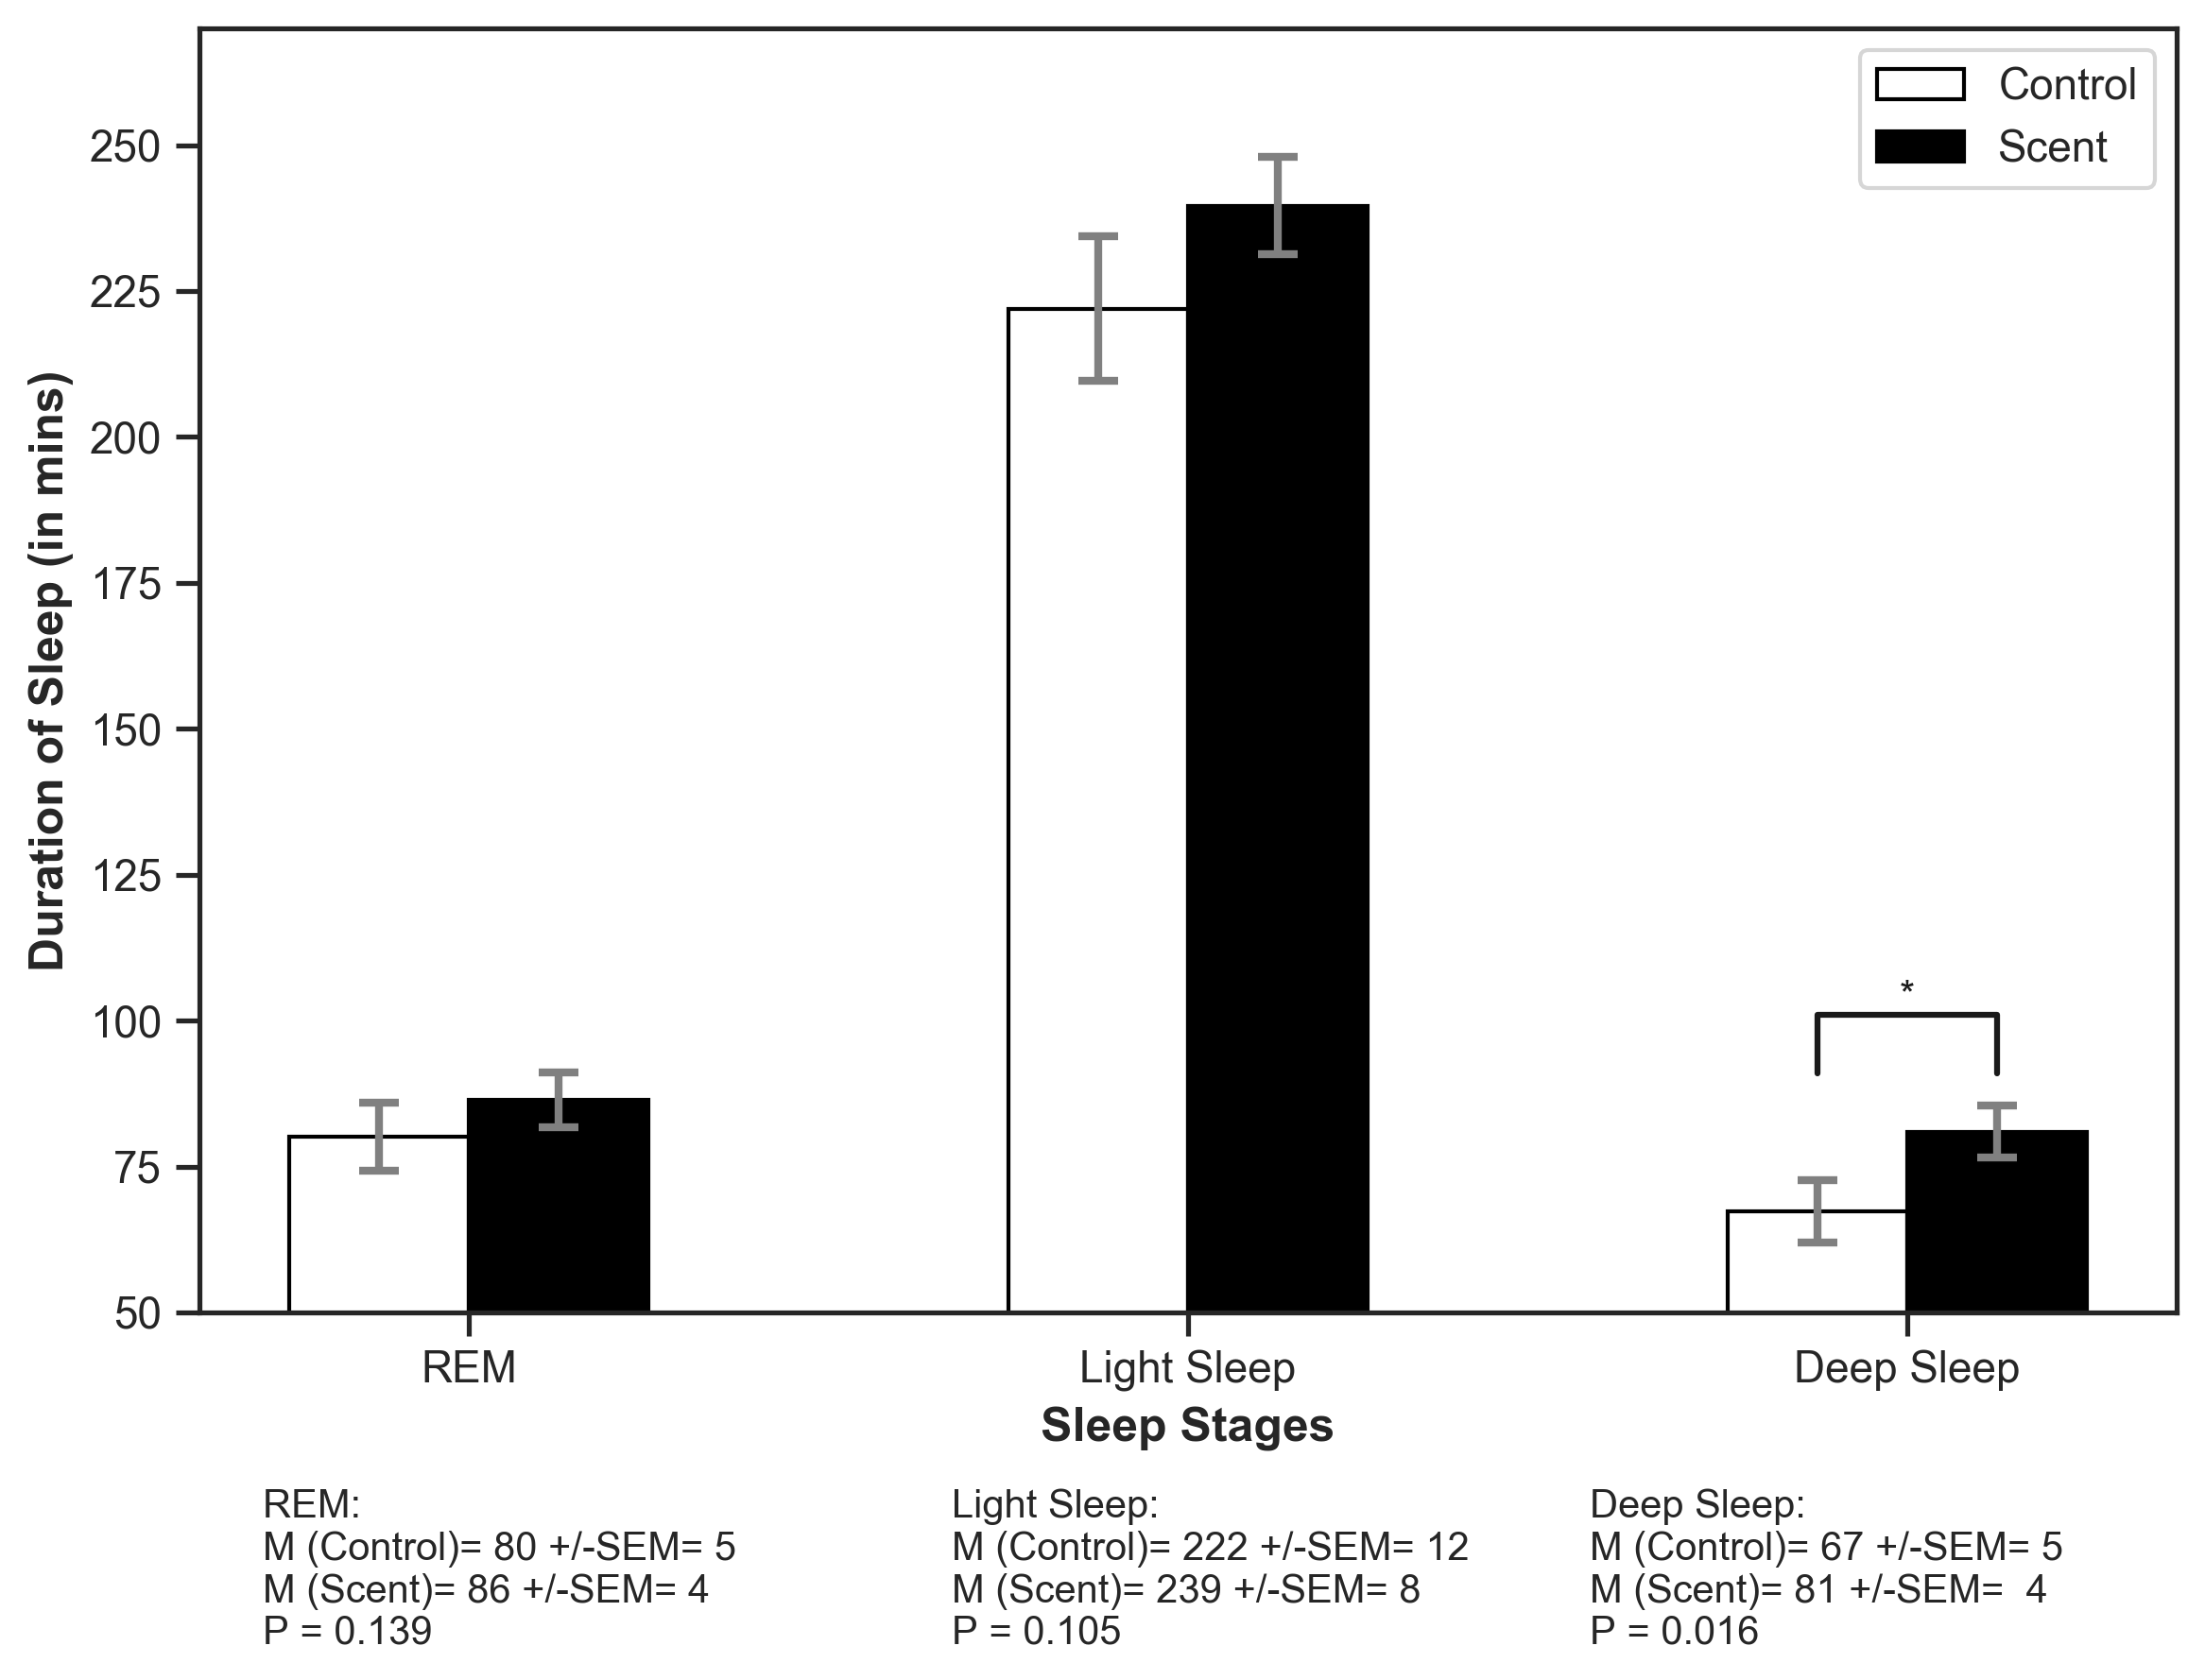 Control
Scent
250
225
200
175
150
125
100
75
50
Duration of Sleep (in mins)
*
REM
Light Sleep
Deep Sleep
Sleep Stages
REM:
M (Control)= 80 +/-SEM= 5
M (Scent)= 86 +/-SEM= 4
P = 0.139
Light Sleep:
M (Control)= 222 +/-SEM= 12
M (Scent)= 239 +/-SEM= 8
P = 0.105
Deep Sleep:
M (Control)= 67 +/-SEM= 5
M (Scent)= 81 +/-SEM=  4
P = 0.016